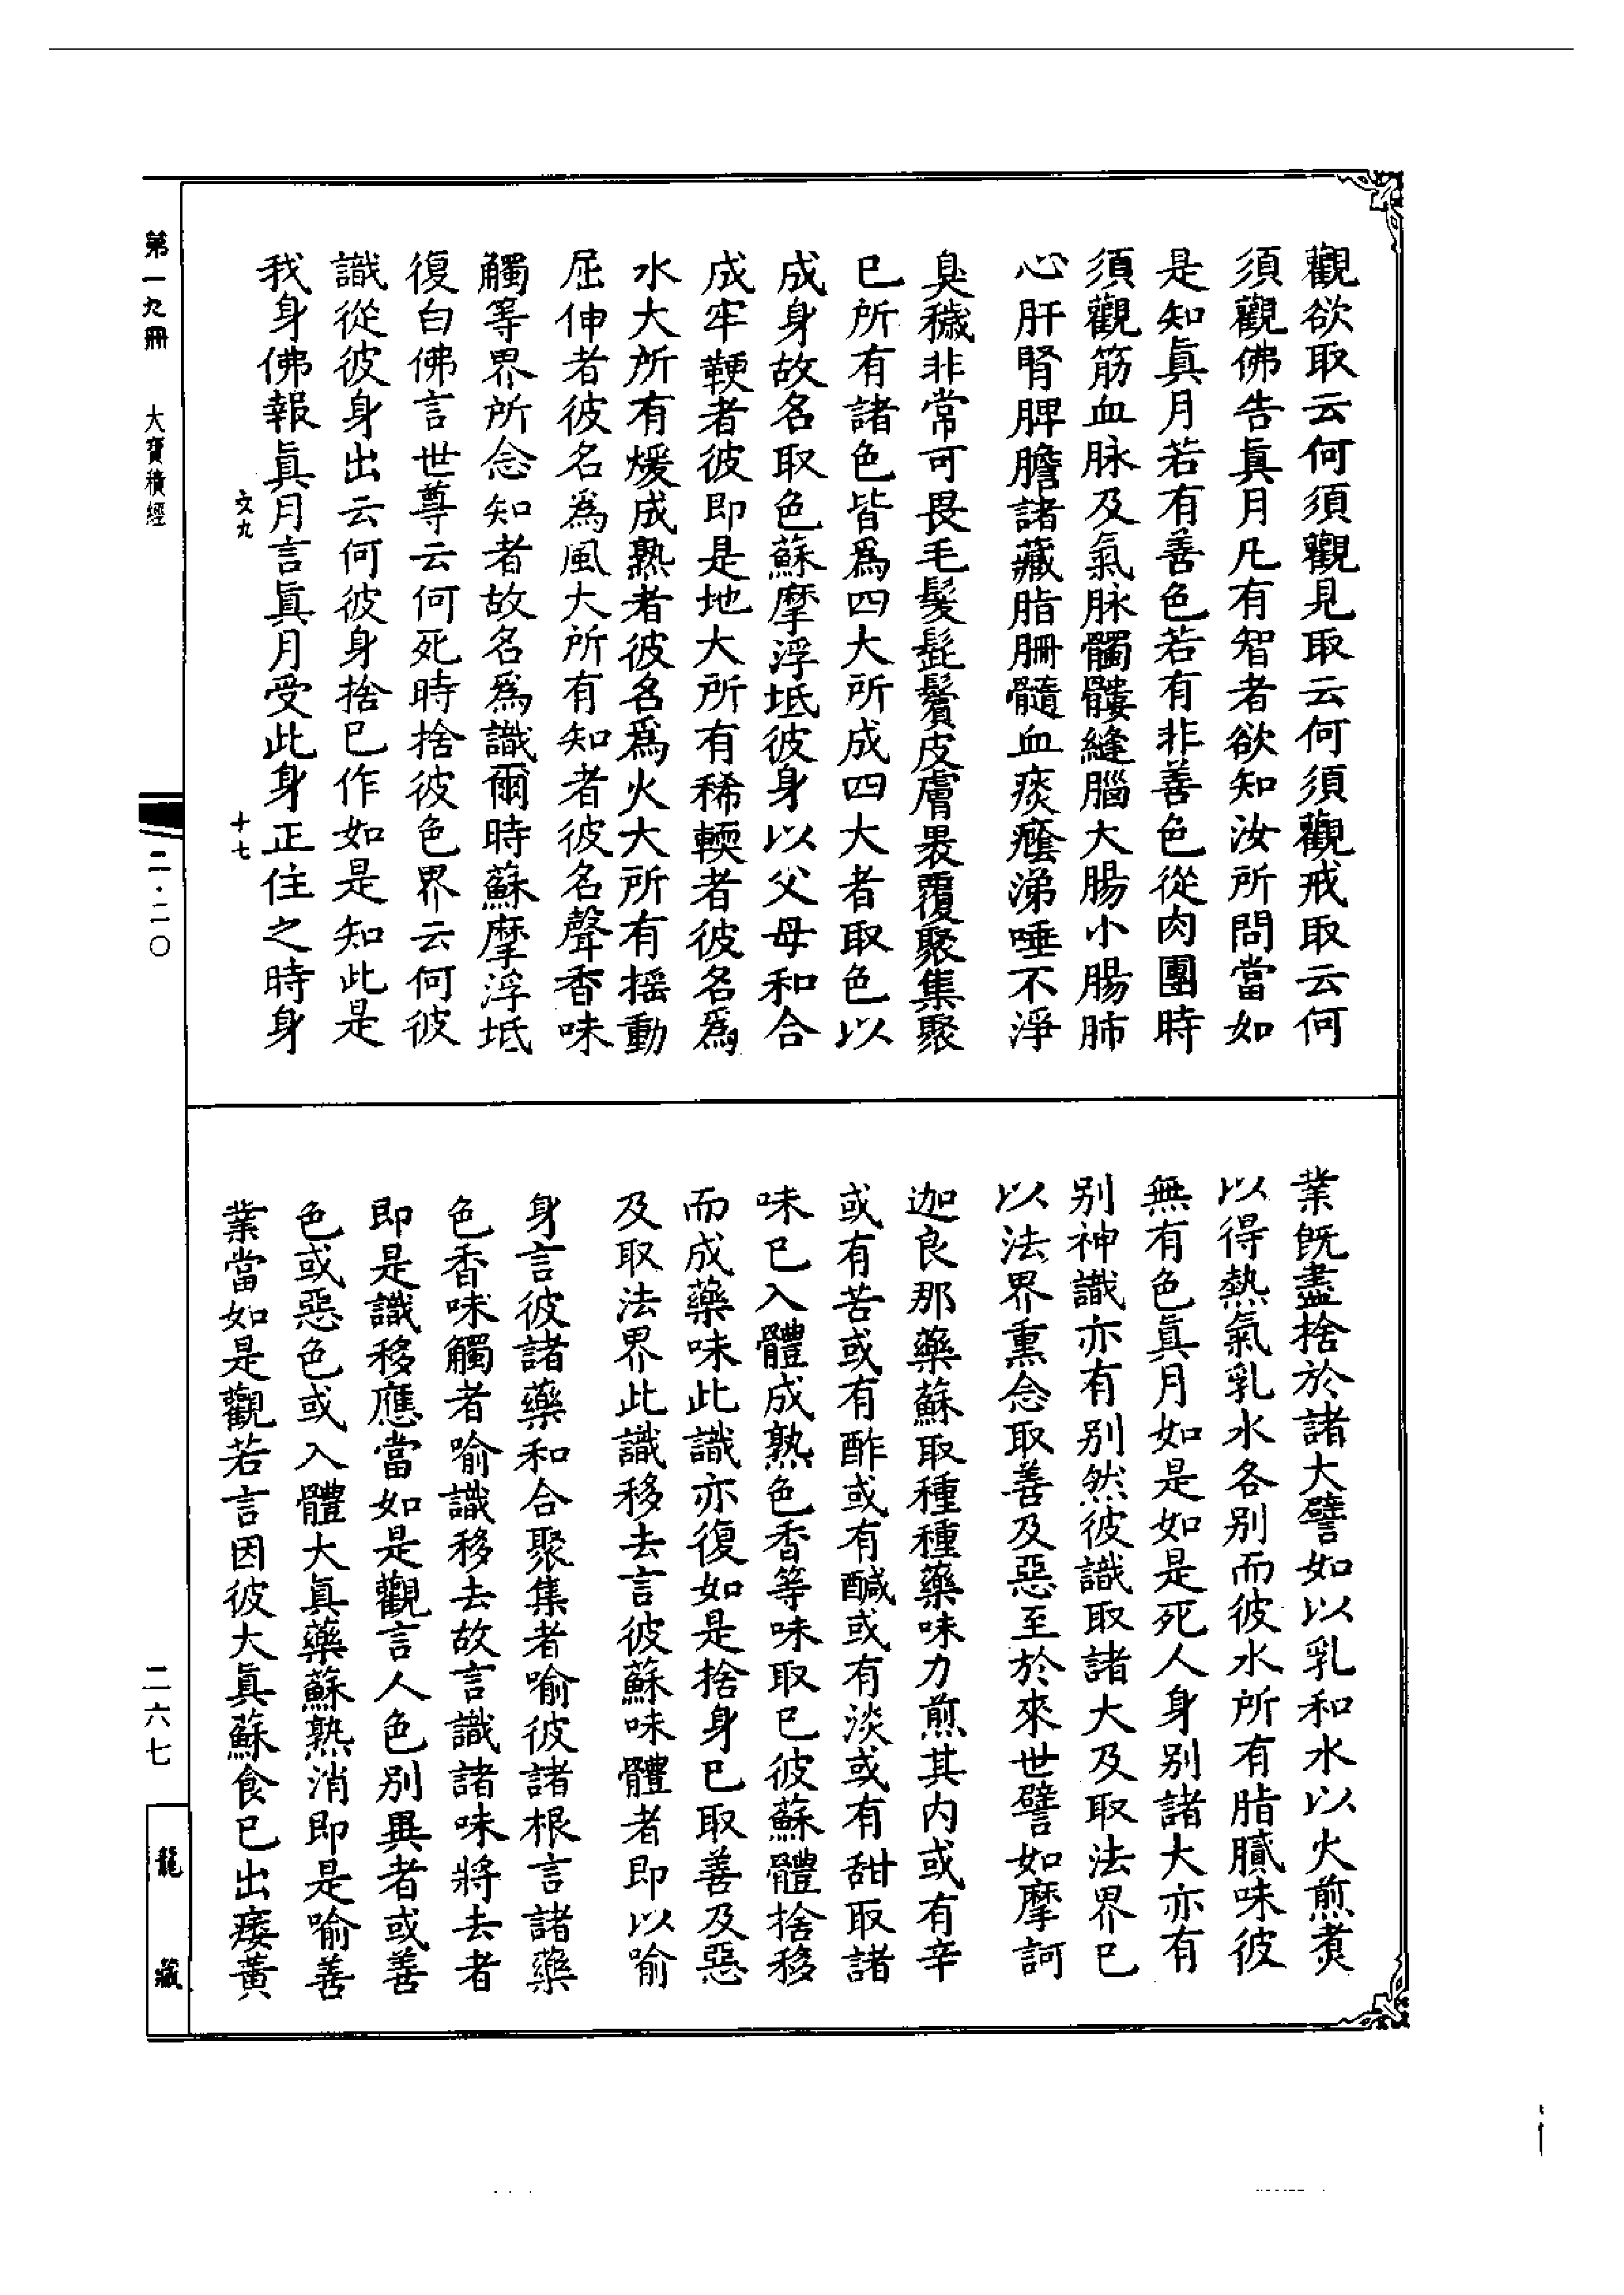 觀欲取云何須觀見取云何須觀戒取云何
須觀佛告真月凡有智者欲知汝所問當如
是知真月若有善色若有非善色從肉團時
須觀筋血脉及氣脉髑髏縫腦大腸小腸肺
心肝腎脾膽諸藏脂𦙽髓血痰癊涕唾不淨
臭穢非常可畏毛髮髭鬢皮膚裹覆聚集聚
已所有諸色皆爲四大所成四大者取色以
成身故名取色蘇摩浮坻彼身以父母和合
成牢鞕者彼即是地大所有稀輭者彼名爲
水大所有煖成熟者彼名爲火大所有搖動
屈伸者彼名爲風大所有知者彼名聲香味
觸等界所念知者故名爲識爾時蘇摩浮坻
復白佛言世尊云何死時捨彼色界云何彼
識從彼身出云何彼身捨已作如是知此是
我身佛報真月言真月受此身正住之時身
文九
十七
業旣盡捨於諸大譬如以乳和水以火煎煑
以得熱氣乳水各別而彼水所有脂膩味彼
無有色真月如是如是死人身別諸大亦有
別神識亦有別然彼識取諸大及取法界已
以法界熏念取善及惡至於來世譬如摩訶
迦良那藥蘇取種種藥味力煎其內或有辛
或有苦或有酢或有醎或有淡或有甜取諸
味已入體成熟色香等味取已彼蘇體捨移
而成藥味此識亦復如是捨身已取善及惡
及取法界此識移去言彼蘇味體者即以喻
身言彼諸藥和合聚集者喻彼諸根言諸藥
色香味觸者喻識移去故言識諸味將去者
即是識移應當如是觀言人色別異者或善
色或惡色或入體大真藥蘇熟消即是喻善
業當如是觀若言因彼大真蘇食已出痿黃
第一九冊
大寶積經
二·二〇
二六七
龍藏